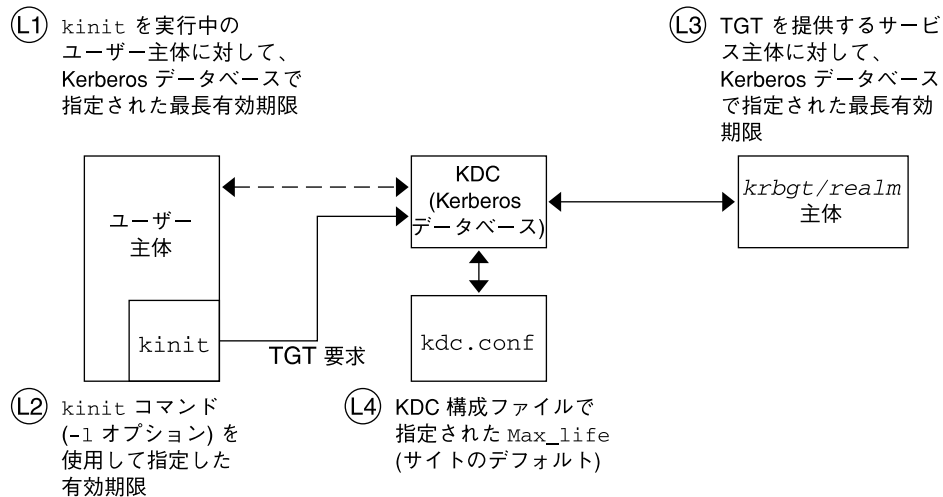 L1 kinit を実行中の
ユーザー主体に対して、
Kerberos データベースで
指定された最長有効期限
L3 TGT を提供するサービ
ス主体に対して、
Kerberos データベース
で指定された最長有効
期限
ユーザー
主体
KDC
(Kerberos
データベース)
krbgt/realm
主体
kinit
TGT 要求
kdc.conf
L2 kinit コマンド
(-l オプション) を
使用して指定した
有効期限
L4 KDC 構成ファイルで
指定された Max_life
(サイトのデフォルト)